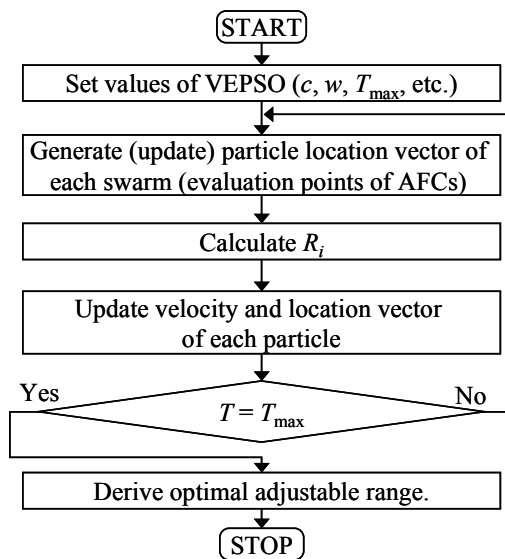 START
Set values of VEPSO (c, w, Tmax, etc.)
Generate (update) particle location vector of
each swarm (evaluation points of AFCs)
Calculate Ri
Update velocity and location vector
of each particle
Yes
No
T = Tmax
Derive optimal adjustable range.
STOP